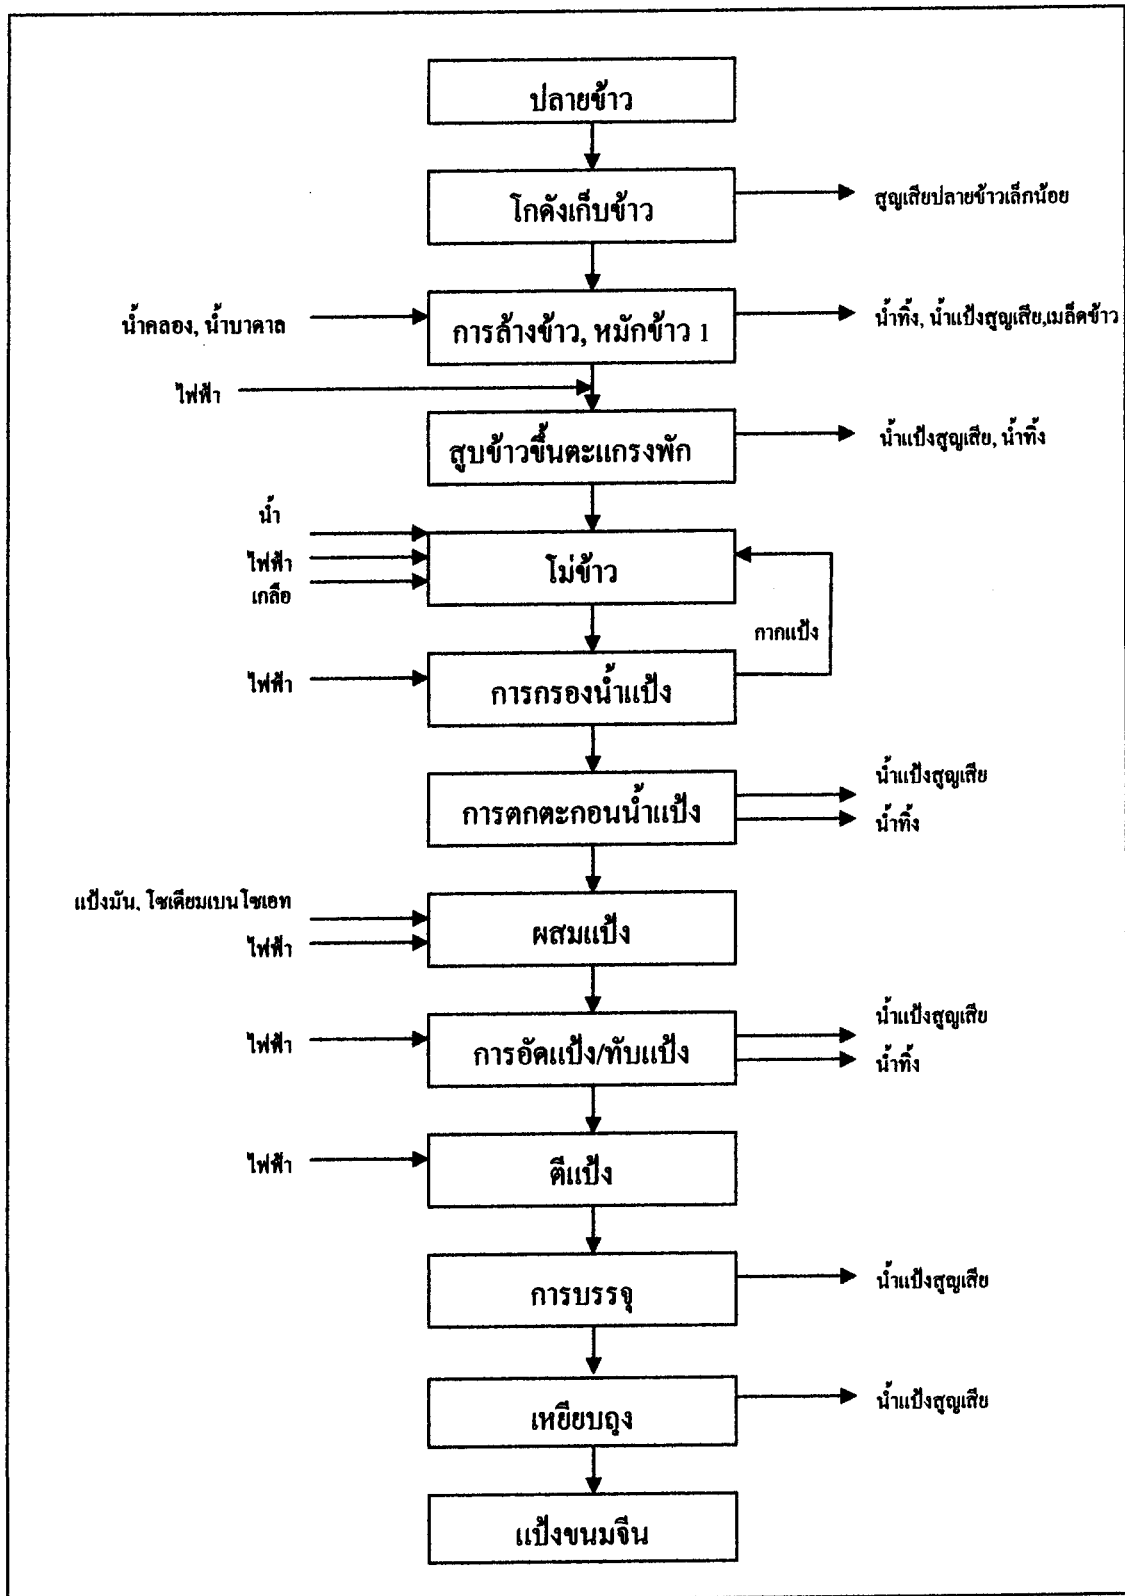 ปลายข้าว
โกดังเก็บข้าว
สูญเสียปลายข้าวเล็กน้อย
น้ำคลอง, น้ำบาดาล
การล้างข้าว, หมักข้าว 1
น้ำทิ้ง, น้ำแป้งสูญเสีย,เมล็ดข้าว
ไฟฟ้า
สูบข้าวขึ้นตะแกรงพัก
น้ำแป้งสูญเสีย, น้ำทิ้ง
น้ำ
ไฟฟ้า
เกลือ
โม่ข้าว
กากแป้ง
ไฟฟ้า
การกรองน้ำแป้ง
การตกตะกอนน้ำแป้ง
น้ำแป้งสูญเสีย
น้ำทิ้ง
แป้งมัน, โซเดียมเบนโซเอท
ไฟฟ้า
ผสมแป้ง
ไฟฟ้า
การอัดแป้ง/ทับแป้ง
น้ำแป้งสูญเสีย
น้ำทิ้ง
ไฟฟ้า
ตีแป้ง
การบรรจุ
น้ำแป้งสูญเสีย
เหยียบถุง
น้ำแป้งสูญเสีย
แป้งขนมจีน